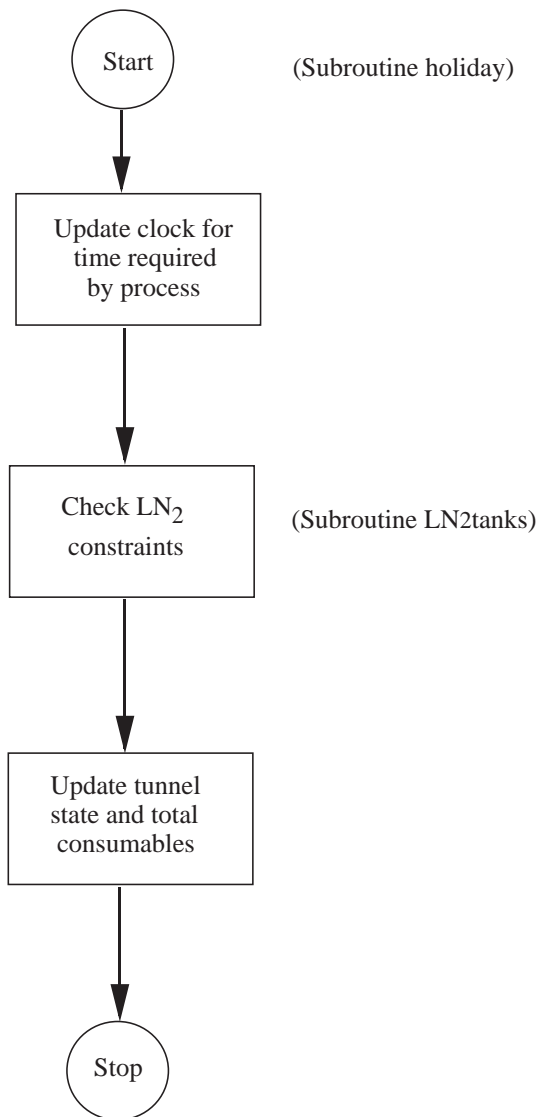 Start
(Subroutine holiday)
Update clock for
time required
by process
Check LN₂
constraints
(Subroutine LN2tanks)
Update tunnel
state and total
consumables
Stop